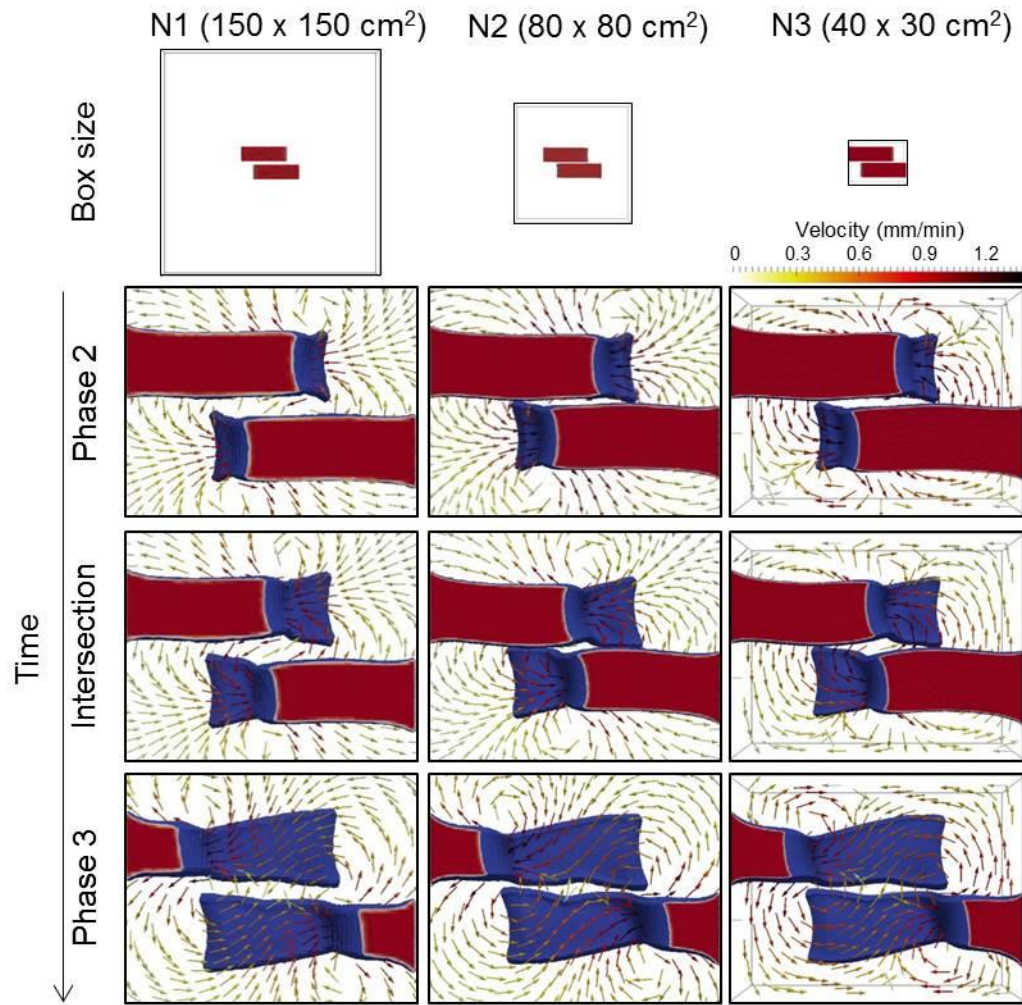 N1 (150 x 150 cm²) N2 (80 x 80 cm²) N3 (40 x 30 cm²)
Box size
Velocity (mm/min)
0 0.3 0.6 0.9 1.2
Time
Phase 2
Intersection
Phase 3